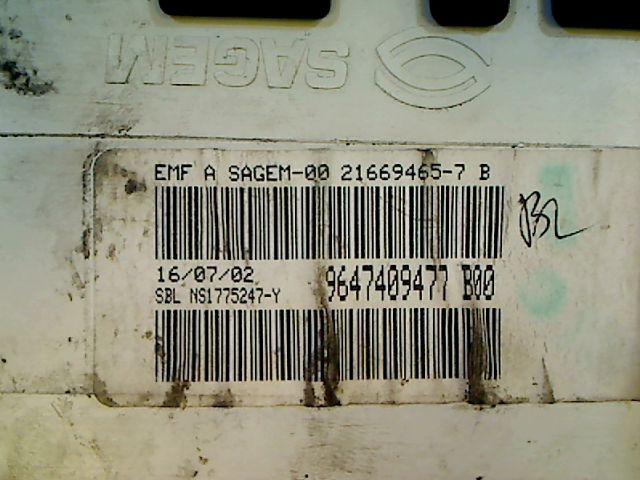 SAGEM
EMF A SAGEM-00 21669465-7 B
16/07/02
SBL NS1775247-Y
9647409477 B00